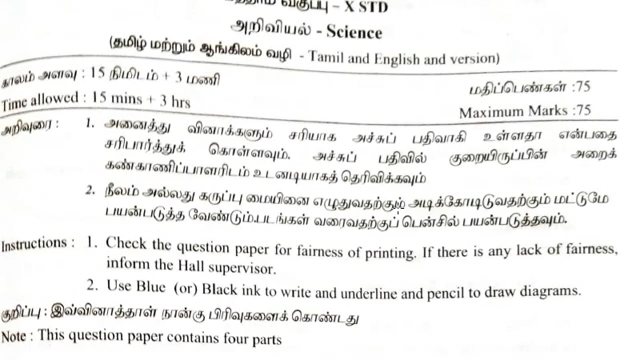 வகுப்பு – X STD
அறிவியல் - Science
(தமிழ் மற்றும் ஆங்கிலம் வழி - Tamil and English and version)
காலம் அளவு : 15 நிமிடம் + 3 மணி மதிப்பெண்கள் :75
Time allowed : 15 mins + 3 hrs Maximum Marks :75
அறிவுரை : 1. அனைத்து வினாக்களும் சரியாக அச்சுப் பதிவாகி உள்ளதா என்பதை
சரிபார்த்துக் கொள்ளவும். அச்சுப் பதிவில் குறையிருப்பின் அறைக்
கண்காணிப்பாளரிடம் உடனடியாகத் தெரிவிக்கவும்
2. நீலம் அல்லது கருப்பு மையினை எழுதுவதற்கும் அடிக்கோடிடுவதற்கும் மட்டுமே
பயன்படுத்த வேண்டும்.படங்கள் வரைவதற்குப் பென்சில் பயன்படுத்தவும்.
Instructions : 1. Check the question paper for fairness of printing. If there is any lack of fairness,
inform the Hall supervisor.
2. Use Blue (or) Black ink to write and underline and pencil to draw diagrams.
குறிப்பு : இவ்வினாத்தாள் நான்கு பிரிவுகளைக் கொண்டது
Note : This question paper contains four parts